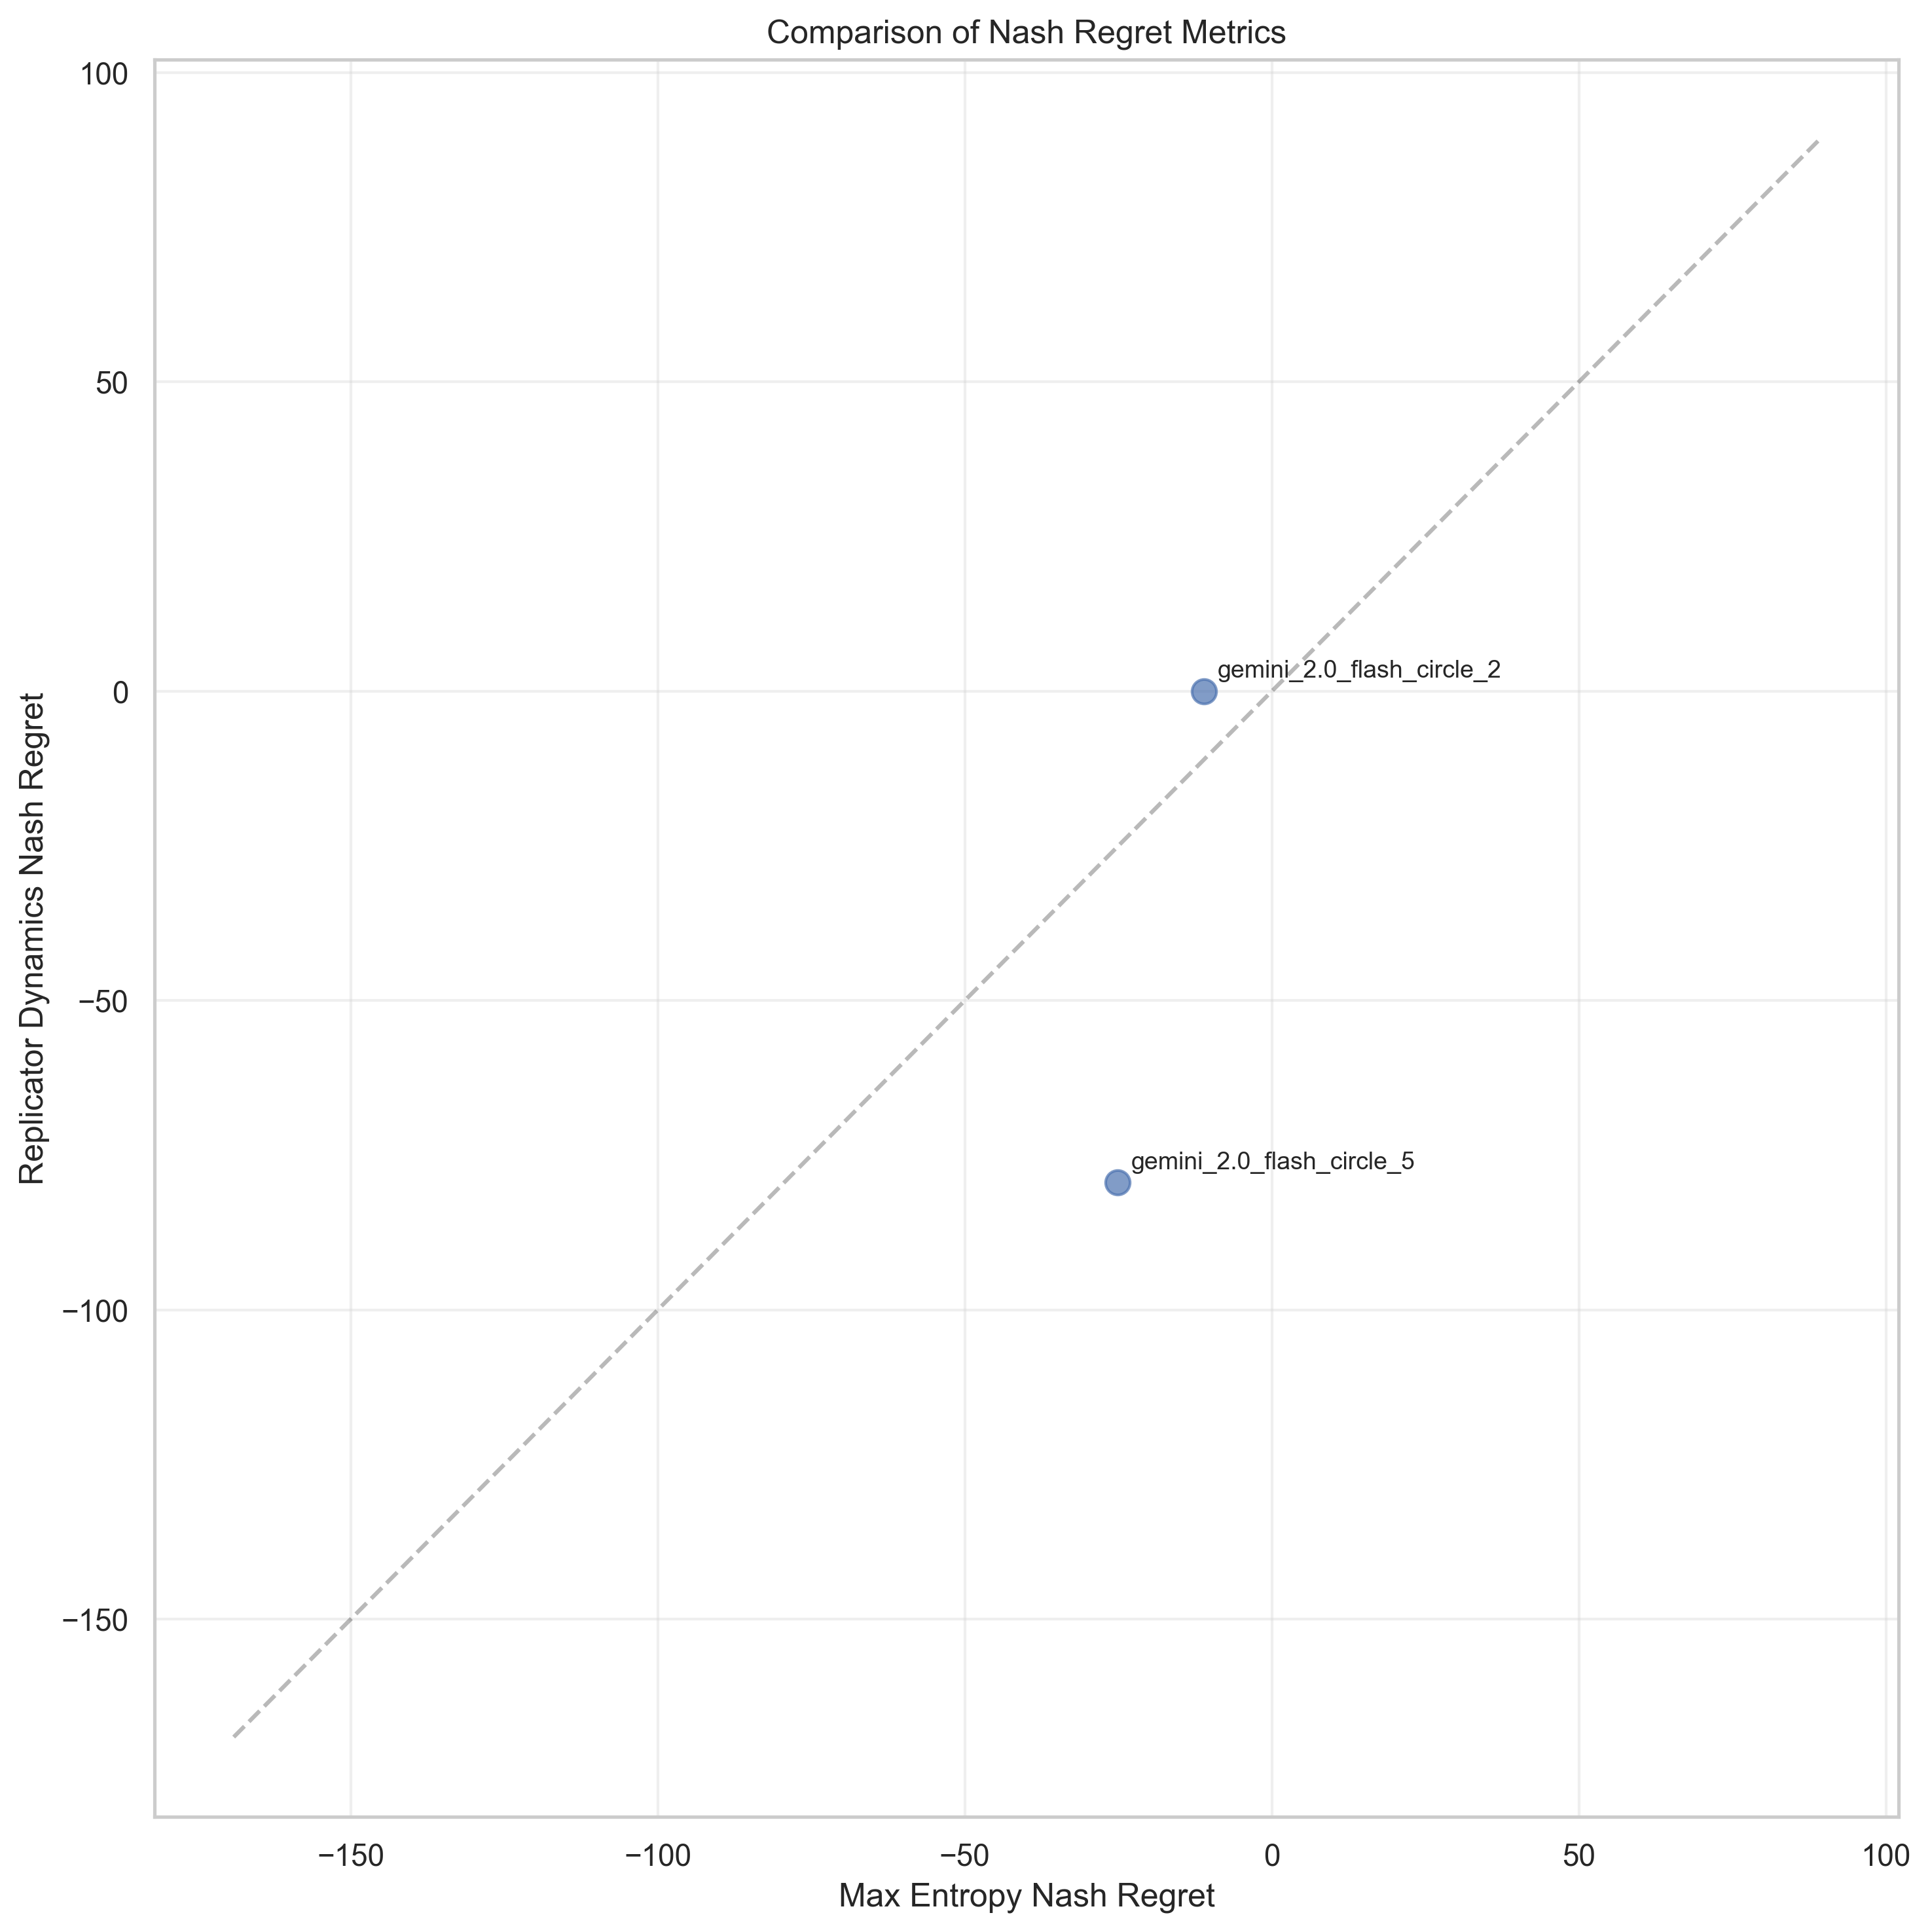 Comparison of Nash Regret Metrics
Replicator Dynamics Nash Regret
100
50
0
−50
−100
−150
gemini_2.0_flash_circle_2
gemini_2.0_flash_circle_5
−150
−100
−50
0
50
100
Max Entropy Nash Regret